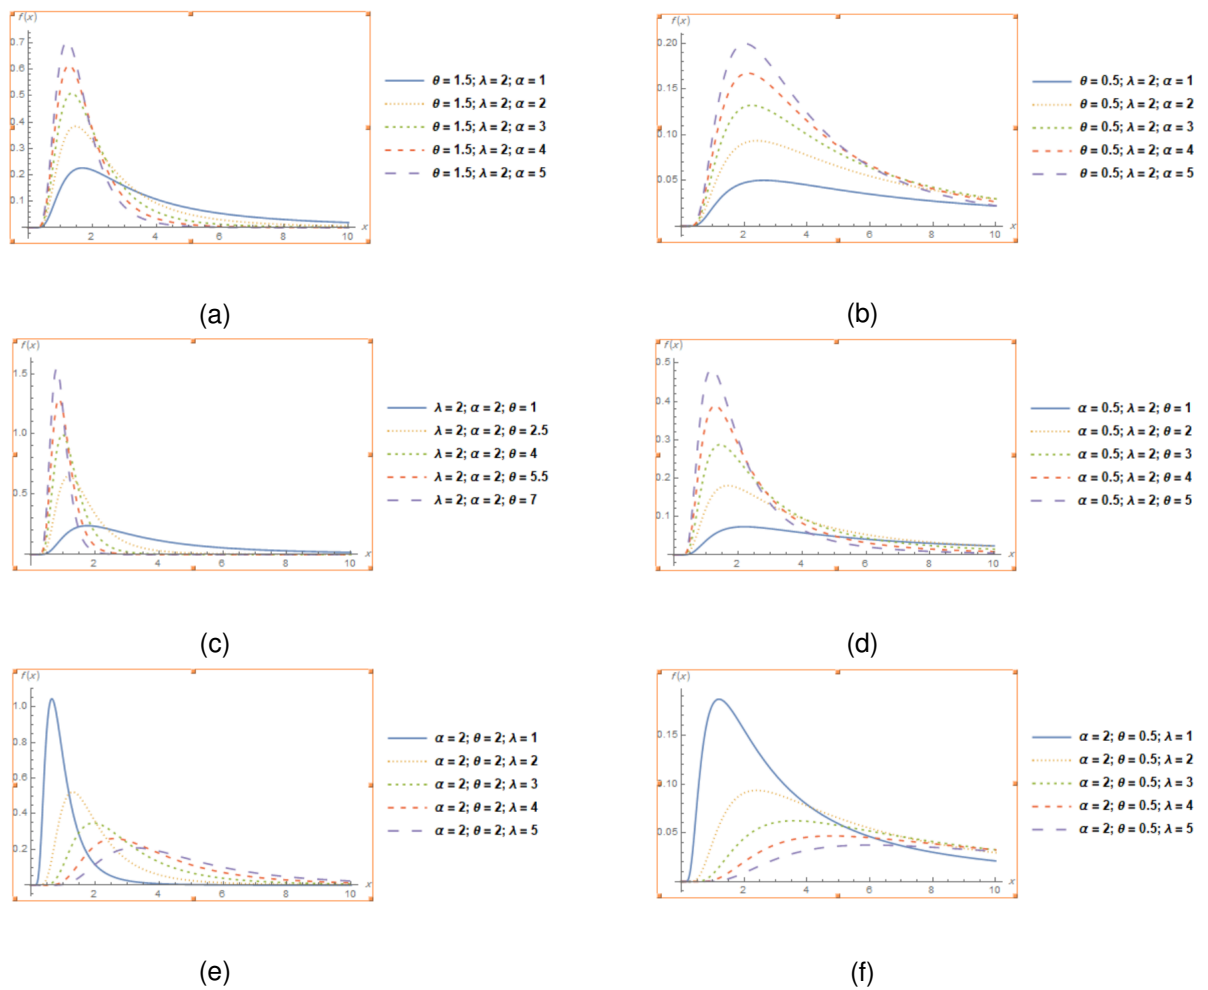 f(x)
0.7
0.6
0.5
0.4
0.3
0.2
0.1
2 4 6 8 10 x
θ = 1.5; λ = 2; α = 1
θ = 1.5; λ = 2; α = 2
θ = 1.5; λ = 2; α = 3
θ = 1.5; λ = 2; α = 4
θ = 1.5; λ = 2; α = 5
(a)
f(x)
0.20
0.15
0.10
0.05
2 4 6 8 10 x
θ = 0.5; λ = 2; α = 1
θ = 0.5; λ = 2; α = 2
θ = 0.5; λ = 2; α = 3
θ = 0.5; λ = 2; α = 4
θ = 0.5; λ = 2; α = 5
(b)
f(x)
1.5
1.0
0.5
2 4 6 8 10 x
λ = 2; α = 2; θ = 1
λ = 2; α = 2; θ = 2.5
λ = 2; α = 2; θ = 4
λ = 2; α = 2; θ = 5.5
λ = 2; α = 2; θ = 7
(c)
f(x)
0.5
0.4
0.3
0.2
0.1
2 4 6 8 10 x
α = 0.5; λ = 2; θ = 1
α = 0.5; λ = 2; θ = 2
α = 0.5; λ = 2; θ = 3
α = 0.5; λ = 2; θ = 4
α = 0.5; λ = 2; θ = 5
(d)
f(x)
1.0
0.8
0.6
0.4
0.2
2 4 6 8 10 x
α = 2; θ = 2; λ = 1
α = 2; θ = 2; λ = 2
α = 2; θ = 2; λ = 3
α = 2; θ = 2; λ = 4
α = 2; θ = 2; λ = 5
(e)
f(x)
0.15
0.10
0.05
2 4 6 8 10 x
α = 2; θ = 0.5; λ = 1
α = 2; θ = 0.5; λ = 2
α = 2; θ = 0.5; λ = 3
α = 2; θ = 0.5; λ = 4
α = 2; θ = 0.5; λ = 5
(f)